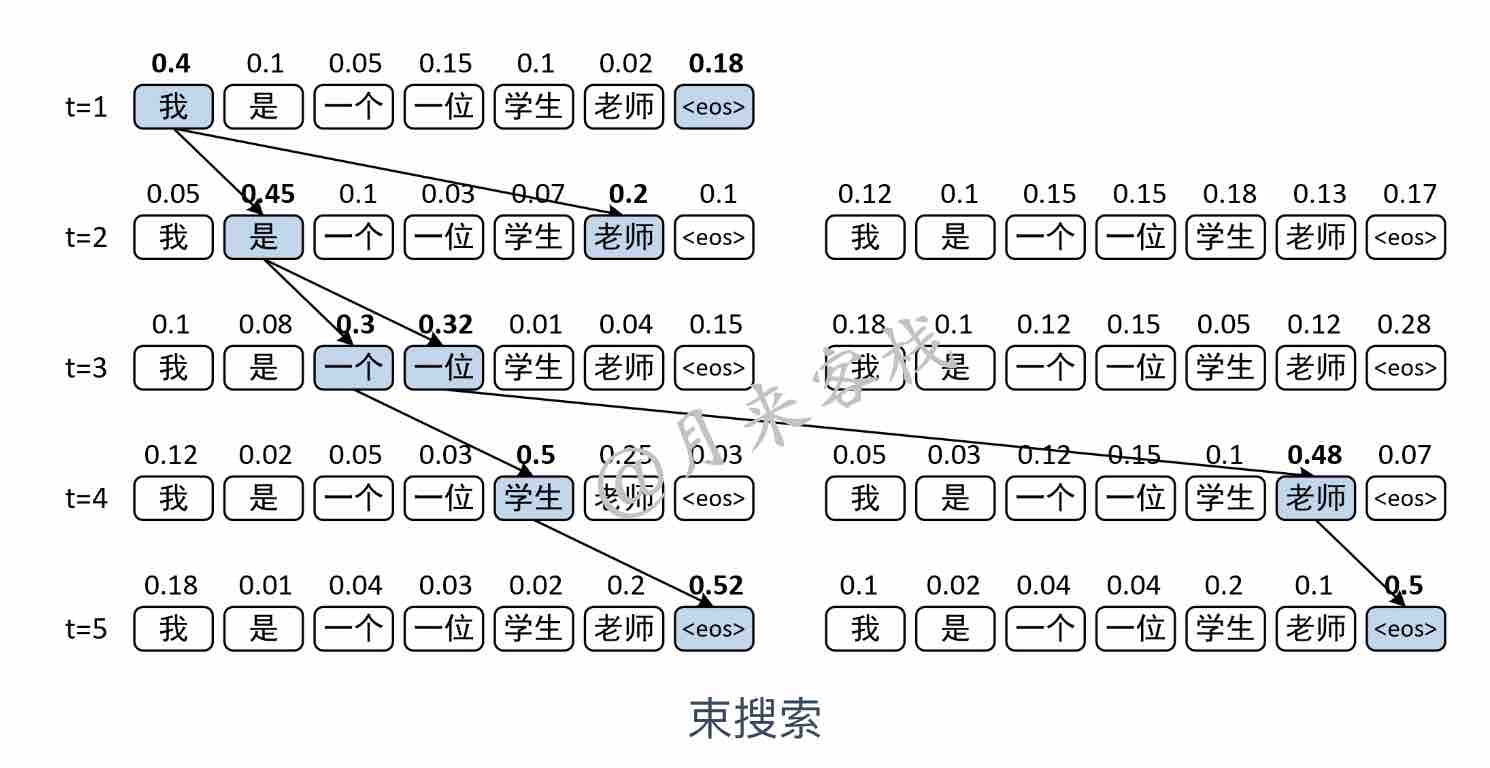 0.4 0.1 0.05 0.15 0.1 0.02 0.18
t=1 我 是 一个 一位 学生 老师 <eos>
0.05 0.45 0.1 0.03 0.07 0.2 0.1 0.12 0.1 0.15 0.15 0.18 0.13 0.17
t=2 我 是 一个 一位 学生 老师 <eos> 我 是 一个 一位 学生 老师 <eos>
0.1 0.08 0.3 0.32 0.01 0.04 0.15 0.18 0.1 0.12 0.15 0.05 0.12 0.28
t=3 我 是 一个 一位 学生 老师 <eos> 我 是 一个 一位 学生 老师 <eos>
0.12 0.02 0.05 0.03 0.5 0.25 0.03 0.05 0.03 0.12 0.15 0.1 0.48 0.07
t=4 我 是 一个 一位 学生 老师 <eos> 我 是 一个 一位 学生 老师 <eos>
0.18 0.01 0.04 0.03 0.02 0.2 0.52 0.1 0.02 0.04 0.04 0.2 0.1 0.5
t=5 我 是 一个 一位 学生 老师 <eos> 我 是 一个 一位 学生 老师 <eos>
@月来客栈
束搜索